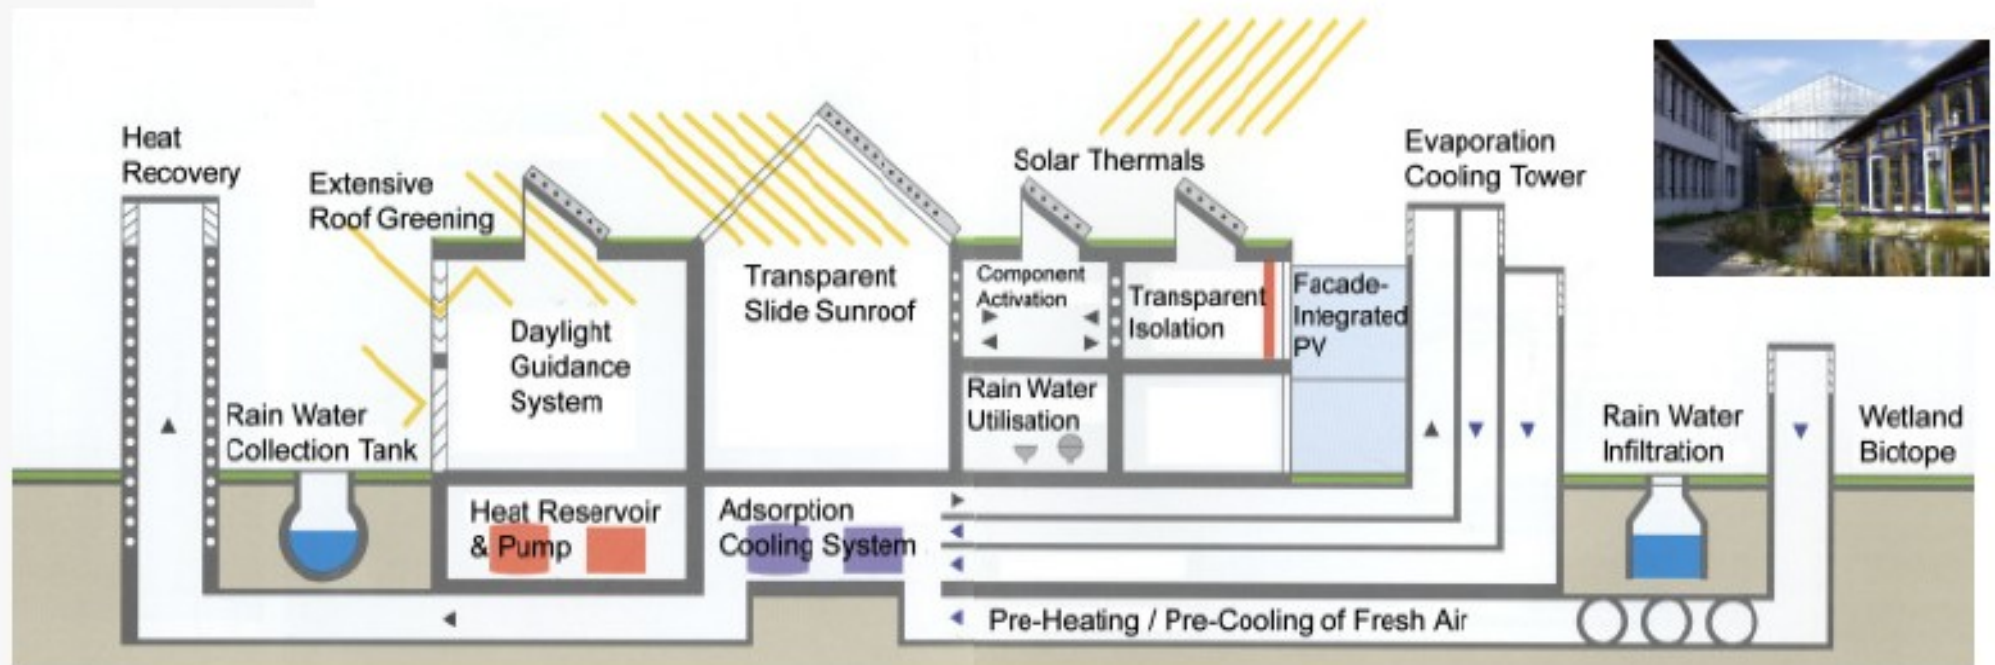 Heat
Recovery
Extensive
Roof Greening
Solar Thermals
Evaporation
Cooling Tower
Transparent
Slide Sunroof
Component
Activation
Transparent
Isolation
Facade-
Integrated
PV
Daylight
Guidance
System
Rain Water
Utilisation
Rain Water
Collection Tank
Rain Water
Infiltration
Wetland
Biotope
Heat Reservoir
& Pump
Adsorption
Cooling System
Pre-Heating / Pre-Cooling of Fresh Air